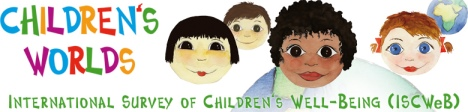 CHILDREN'S
WORLDS
INTERNATIONAL SURVEY OF CHILDREN'S WELL-BEING (ISCWEB)